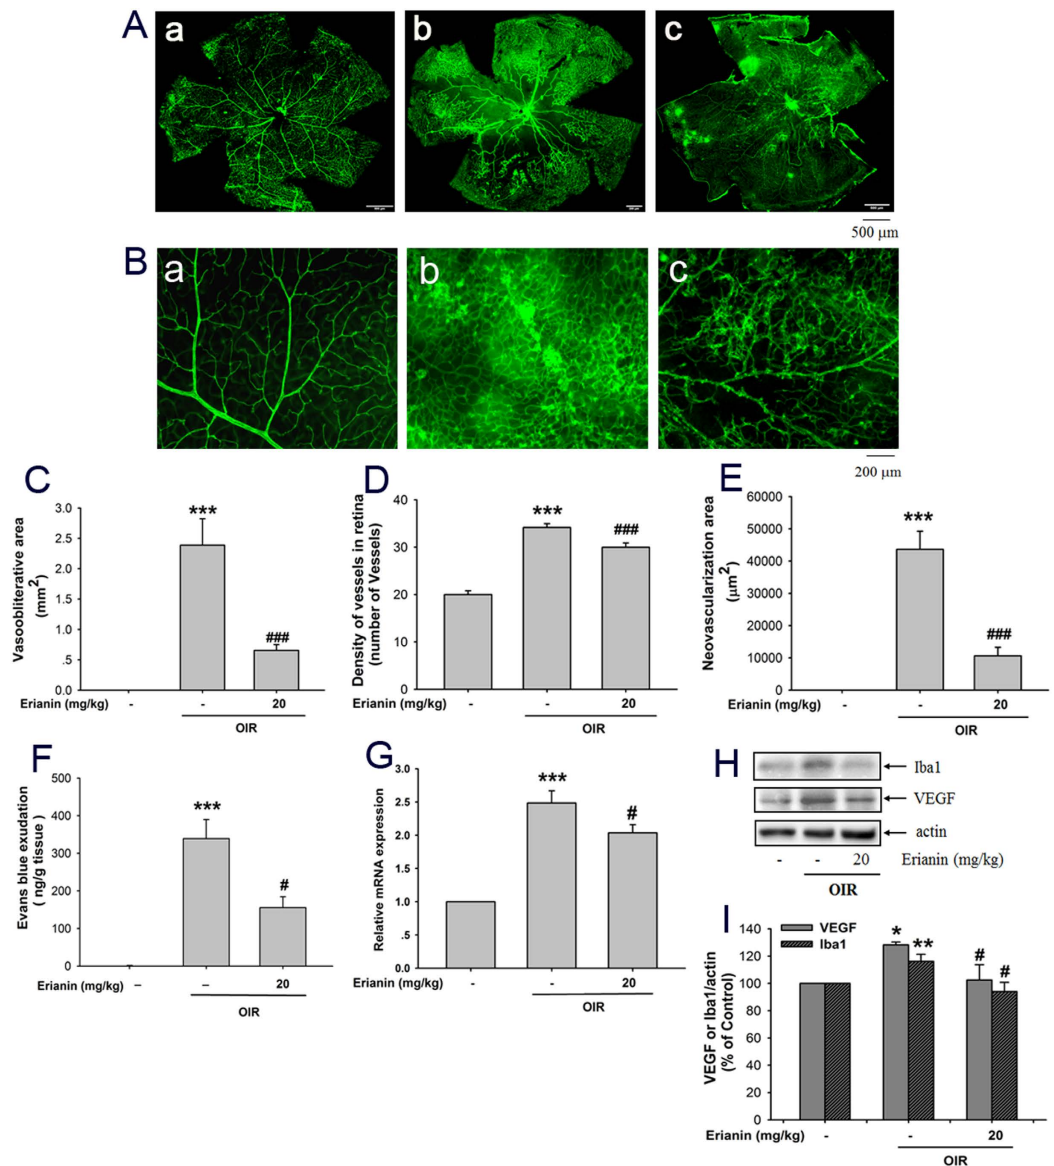 A a b c
500 µm
B a b c
200 µm
C
Vasoobliterative area
(mm2)
3.0
2.5
2.0
1.5
1.0
.5
0.0
***
###
Erianin (mg/kg) - - 20
OIR
D
Density of vessels in retina
(number of Vessels)
40
30
20
10
0
***
###
Erianin (mg/kg) - - 20
OIR
E
Neovascularization area
(µm2)
60000
50000
40000
30000
20000
10000
0
***
###
Erianin (mg/kg) - - 20
OIR
F
Evans blue exudation
( ng/g tissue )
500
400
300
200
100
0
***
#
Erianin (mg/kg) – – 20
OIR
G
Relative mRNA expression
3.0
2.5
2.0
1.5
1.0
.5
0.0
***
#
Erianin (mg/kg) - - 20
OIR
H
Iba1
VEGF
actin
- - 20 Erianin (mg/kg)
OIR
I
VEGF or Iba1/actin
(% of Control)
VEGF
Iba1
140
120
100
80
60
40
20
0
* **
# #
Erianin (mg/kg) - - 20
OIR